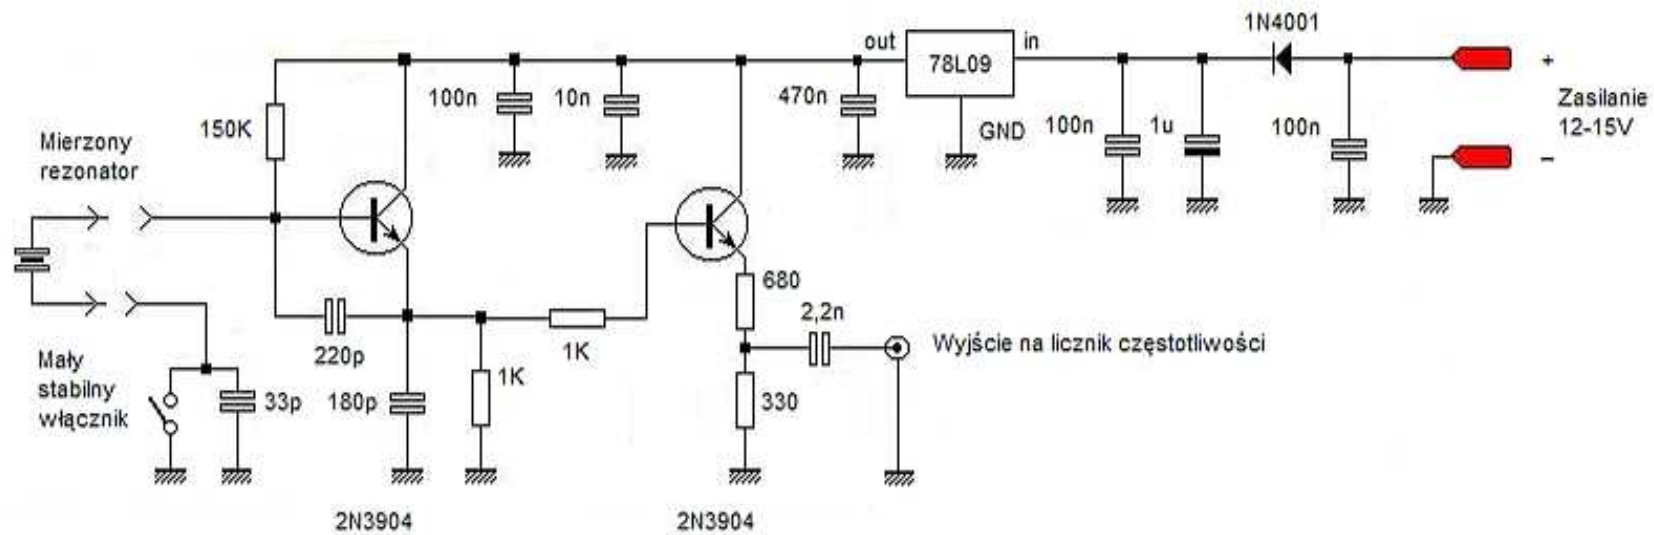 1N4001
out
in
78L09
+
100n
10n
470n
GND
100n
1u
100n
Zasilanie
12-15V
–
150K
Mierzony
rezonator
680
2,2n
Wyjście na licznik częstotliwości
220p
1K
1K
Mały
stabilny
włącznik
33p
180p
330
2N3904
2N3904